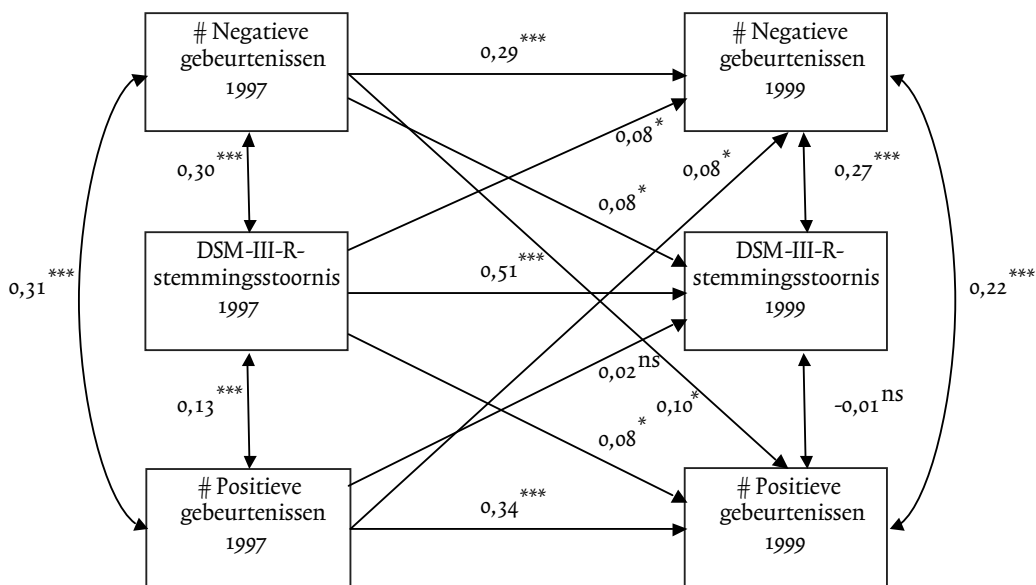 # Negatieve
gebeurtenissen
1997
# Negatieve
gebeurtenissen
1999
0,29***
0,08*
0,08*
0,08*
0,30***
0,27***
DSM-III-R-
stemmingsstoornis
1997
DSM-III-R-
stemmingsstoornis
1999
0,31***
0,51***
0,22***
0,02ns
0,10*
0,08*
0,13***
-0,01ns
# Positieve
gebeurtenissen
1997
# Positieve
gebeurtenissen
1999
0,34***